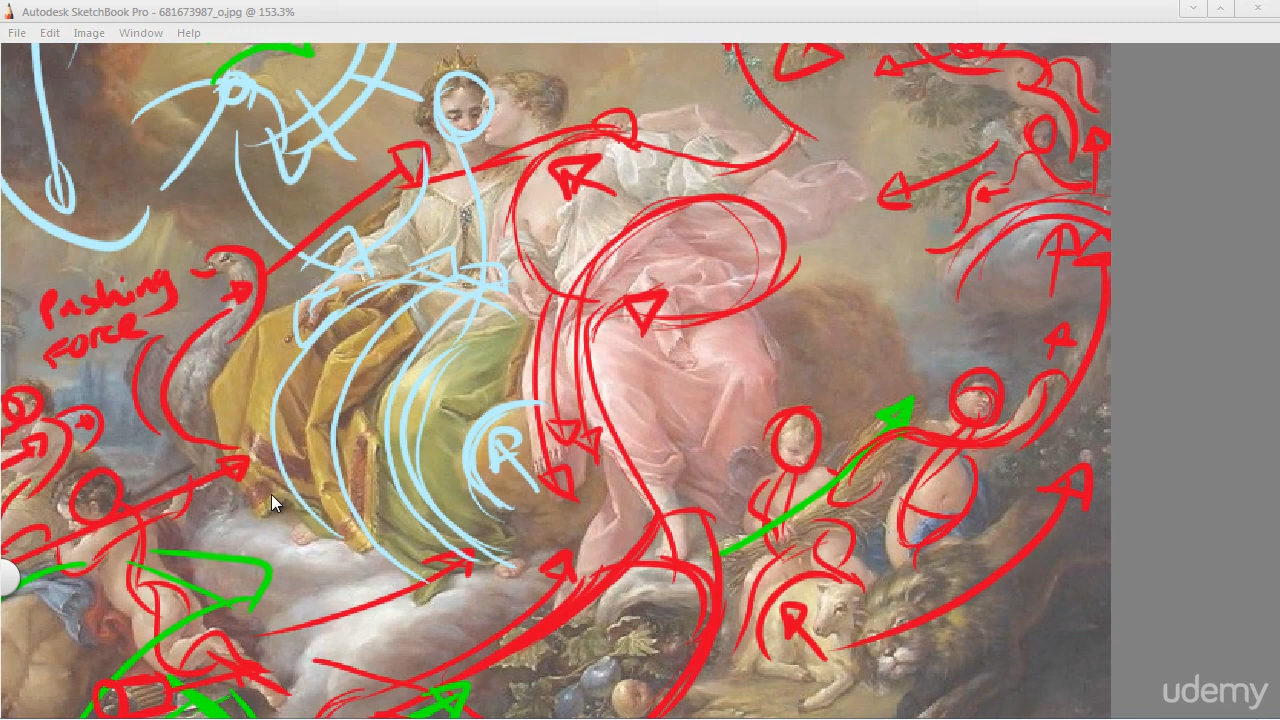 Autodesk SketchBook Pro - 681673987_o.jpg @ 153.3%
File Edit Image Window Help
Pushing
force
R
R
R
udemy